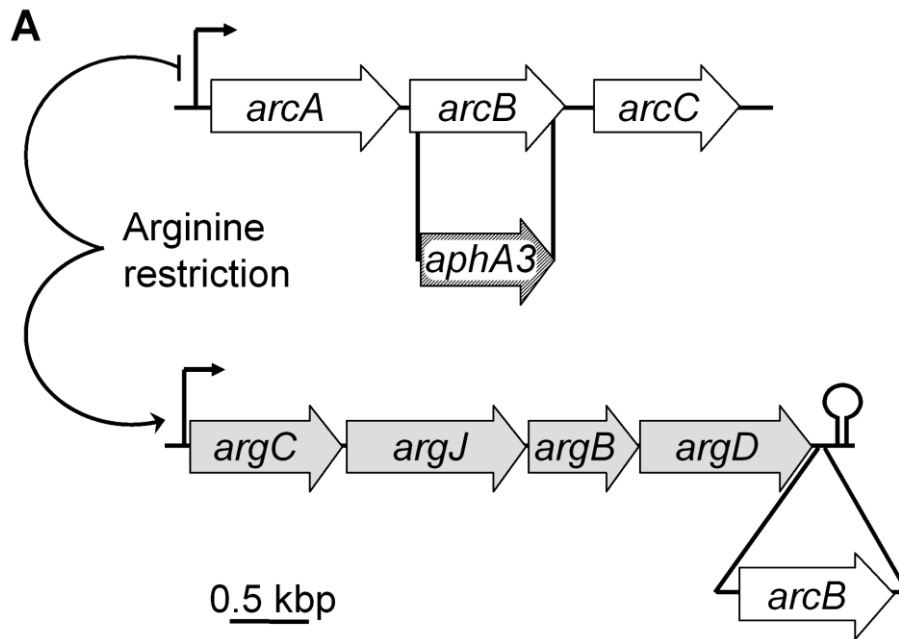 A
arcA
arcB
arcC
aphA3
Arginine
restriction
argC
argJ
argB
argD
arcB
0.5 kbp